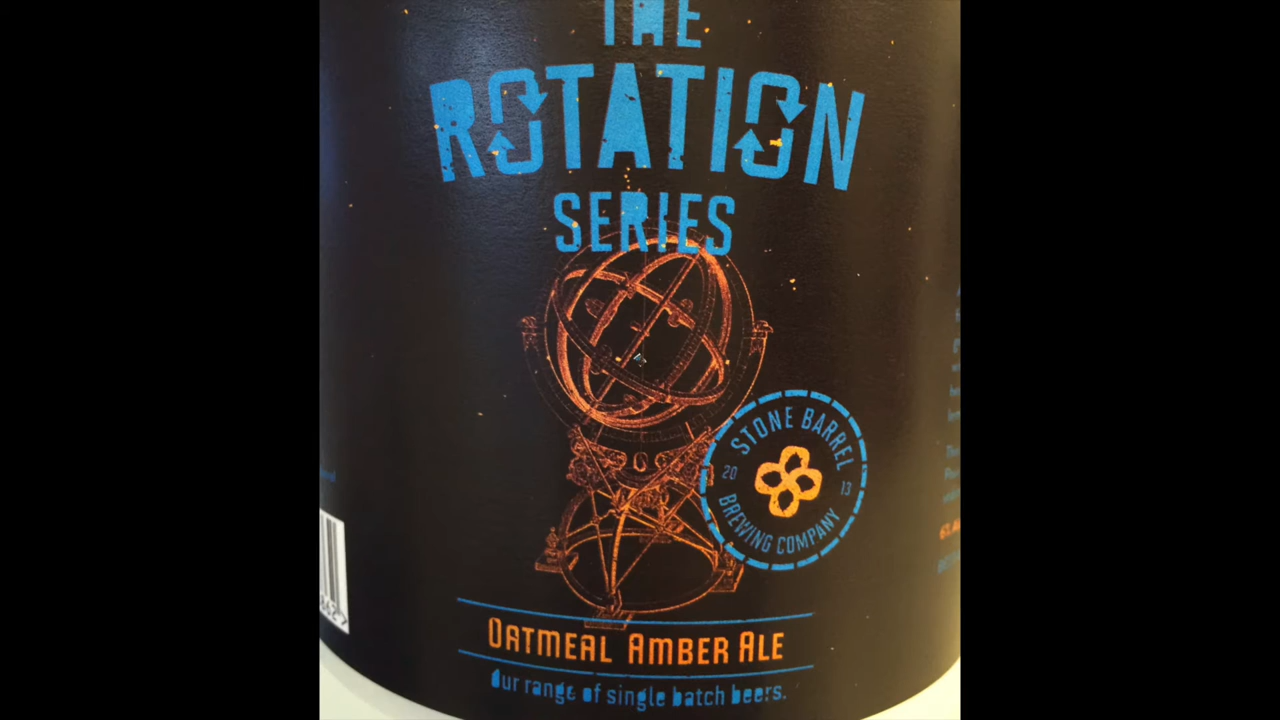 THE
ROTATION
SERIES
STONE BARREL
20 13
BREWING COMPANY
OATMEAL AMBER ALE
Our range of single batch beers.